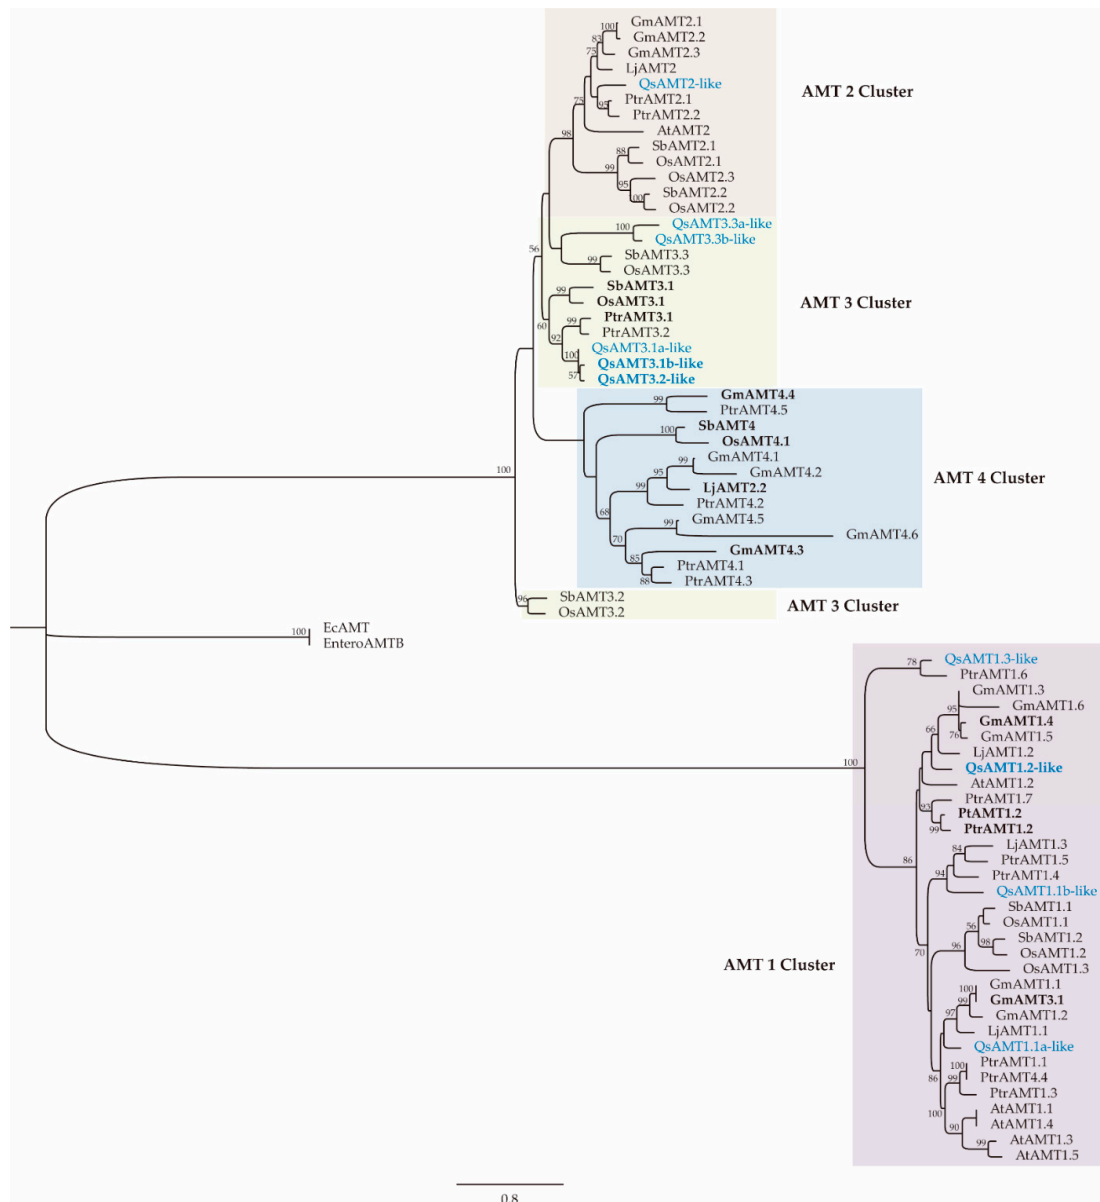 100
GmAMT2.1
83
GmAMT2.2
75
GmAMT2.3
LjAMT2
QsAMT2-like
AMT 2 Cluster
75
95
PtrAMT2.1
PtrAMT2.2
98
AtAMT2
88
SbAMT2.1
OsAMT2.1
99
OsAMT2.3
95
SbAMT2.2
00
OsAMT2.2
100
QsAMT3.3a-like
QsAMT3.3b-like
56
99
SbAMT3.3
OsAMT3.3
99
SbAMT3.1
OsAMT3.1
AMT 3 Cluster
60
99
PtrAMT3.1
92
PtrAMT3.2
100
QsAMT3.1a-like
QsAMT3.1b-like
57
QsAMT3.2-like
99
GmAMT4.4
PtrAMT4.5
100
SbAMT4
OsAMT4.1
99
GmAMT4.1
100
95
GmAMT4.2
AMT 4 Cluster
99
LjAMT2.2
PtrAMT4.2
68
99
GmAMT4.5
70
GmAMT4.6
85
GmAMT4.3
PtrAMT4.1
88
PtrAMT4.3
96
SbAMT3.2
OsAMT3.2
AMT 3 Cluster
100
EcAMT
EnteroAMTB
78
QsAMT1.3-like
PtrAMT1.6
GmAMT1.3
95
GmAMT1.6
66
GmAMT1.4
76
GmAMT1.5
LjAMT1.2
100
QsAMT1.2-like
AtAMT1.2
93
PtrAMT1.7
PtAMT1.2
99
PtrAMT1.2
84
LjAMT1.3
86
PtrAMT1.5
94
PtrAMT1.4
QsAMT1.1b-like
SbAMT1.1
56
OsAMT1.1
98
SbAMT1.2
70
96
OsAMT1.2
AMT 1 Cluster
OsAMT1.3
100
GmAMT1.1
99
GmAMT3.1
97
GmAMT1.2
LjAMT1.1
QsAMT1.1a-like
100
PtrAMT1.1
86
99
PtrAMT4.4
PtrAMT1.3
100
AtAMT1.1
90
AtAMT1.4
99
AtAMT1.3
AtAMT1.5
0.8